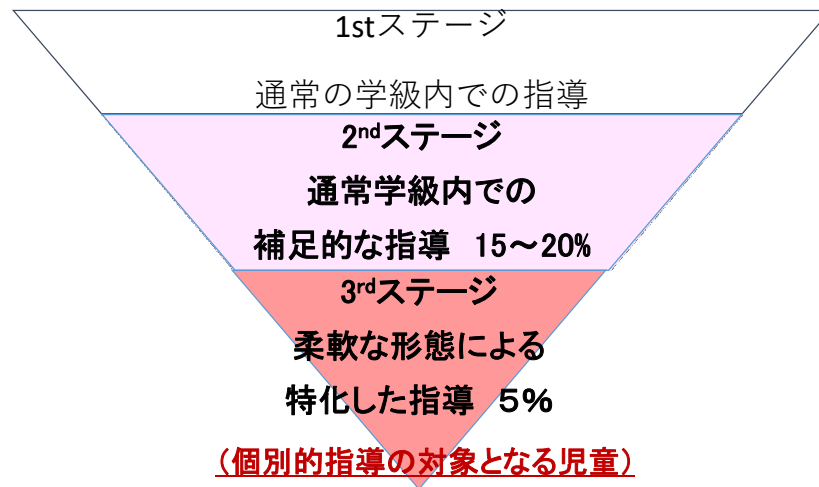 1stステージ
通常の学級内での指導
2ndステージ
通常学級内での
補足的な指導 15～20%
3rdステージ
柔軟な形態による
特化した指導 5%
(個別的指導の対象となる児童)